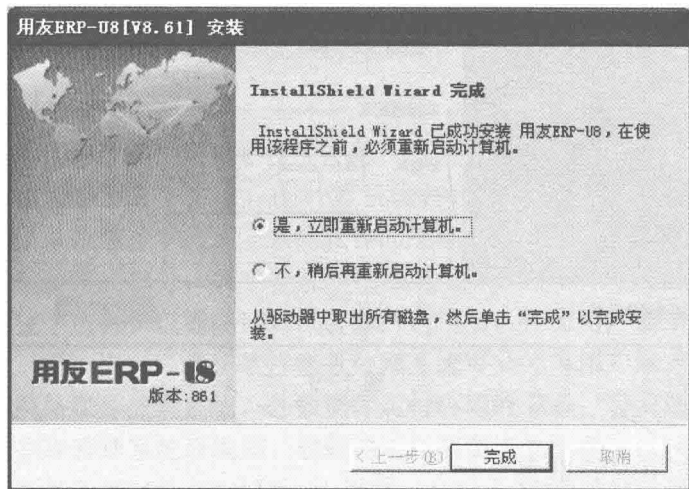 用友ERP-U8[V8.61] 安装
InstallShield Wizard 完成
InstallShield Wizard 已成功安装 用友ERP-U8，在使
用该程序之前，必须重新启动计算机。
是，立即重新启动计算机。
不，稍后再重新启动计算机。
从驱动器中取出所有磁盘，然后单击“完成”以完成安
装。
用友ERP-U8
版本:861
<上一步(B) 完成 取消